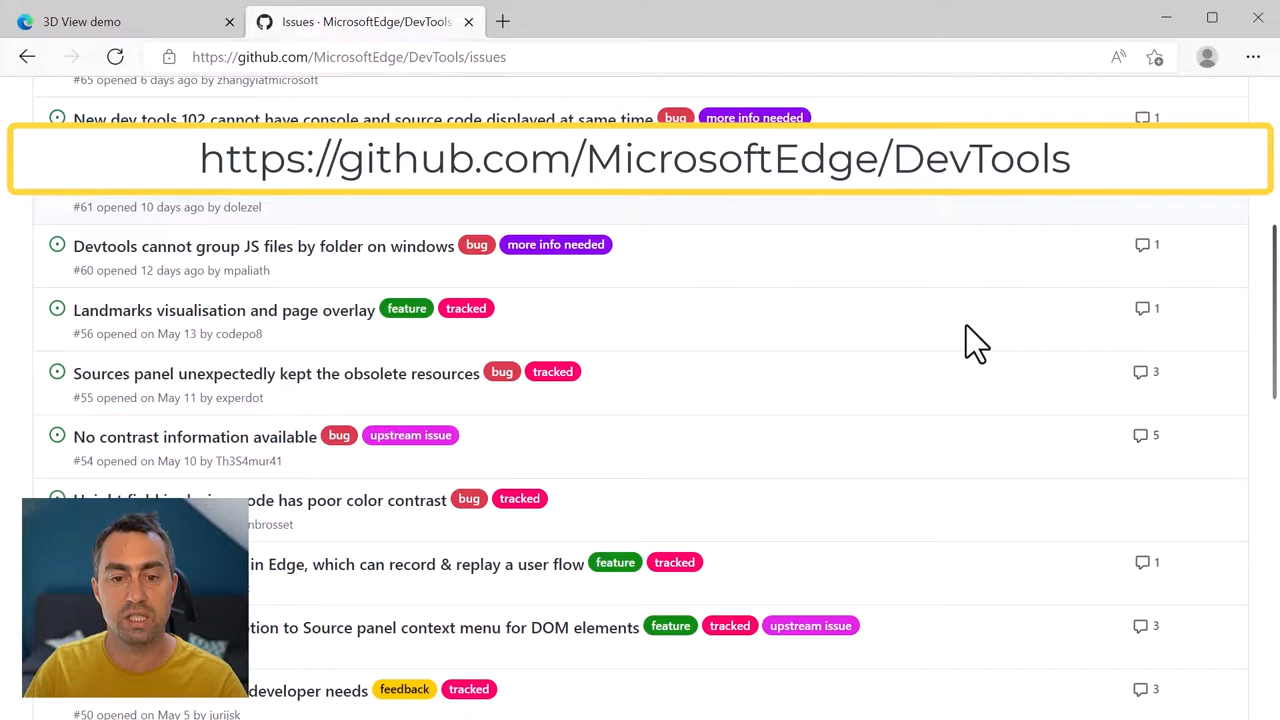 3D View demo
Issues · MicrosoftEdge/DevTools
https://github.com/MicrosoftEdge/DevTools/issues
#65 opened 6 days ago by zhangyiatmicrosoft
New dev tools 102 cannot have console and source code displayed at same time bug more info needed 1
https://github.com/MicrosoftEdge/DevTools
#61 opened 10 days ago by dolezel
Devtools cannot group JS files by folder on windows bug more info needed 1
#60 opened 12 days ago by mpaliath
Landmarks visualisation and page overlay feature tracked 1
#56 opened on May 13 by codepo8
Sources panel unexpectedly kept the obsolete resources bug tracked 3
#55 opened on May 11 by experdot
No contrast information available bug upstream issue 5
#54 opened on May 10 by Th3S4mur41
has poor color contrast bug tracked
nbrosset
in Edge, which can record & replay a user flow feature tracked 1
to Source panel context menu for DOM elements feature tracked upstream issue 3
developer needs feedback tracked 3
#50 opened on May 5 by jurijsk